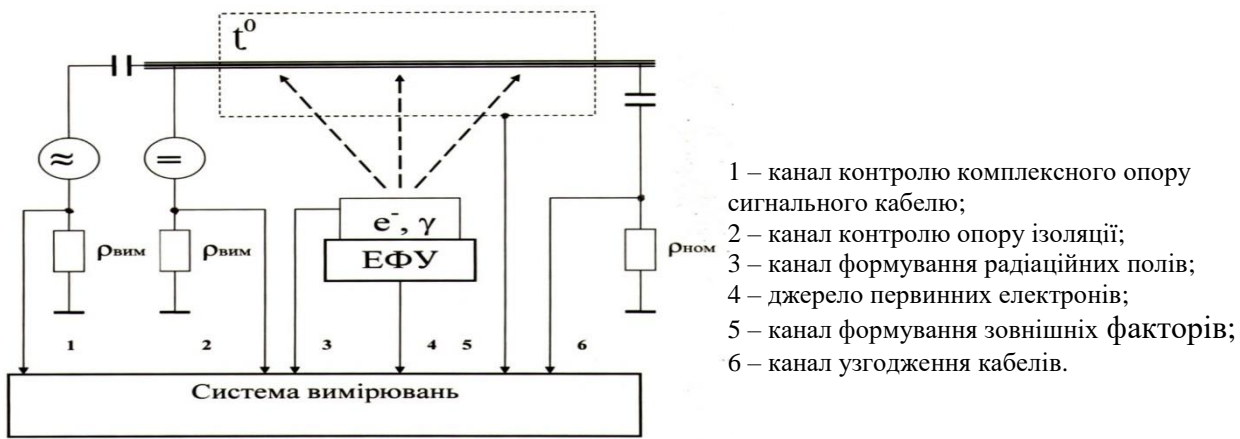 t⁰
≈
=
ρвим
ρвим
e⁻, γ
ЕФУ
ρном
1
2
3
4
5
6
Система вимірювань
1 – канал контролю комплексного опору
сигнального кабелю;
2 – канал контролю опору ізоляції;
3 – канал формування радіаційних полів;
4 – джерело первинних електронів;
5 – канал формування зовнішніх факторів;
6 – канал узгодження кабелів.